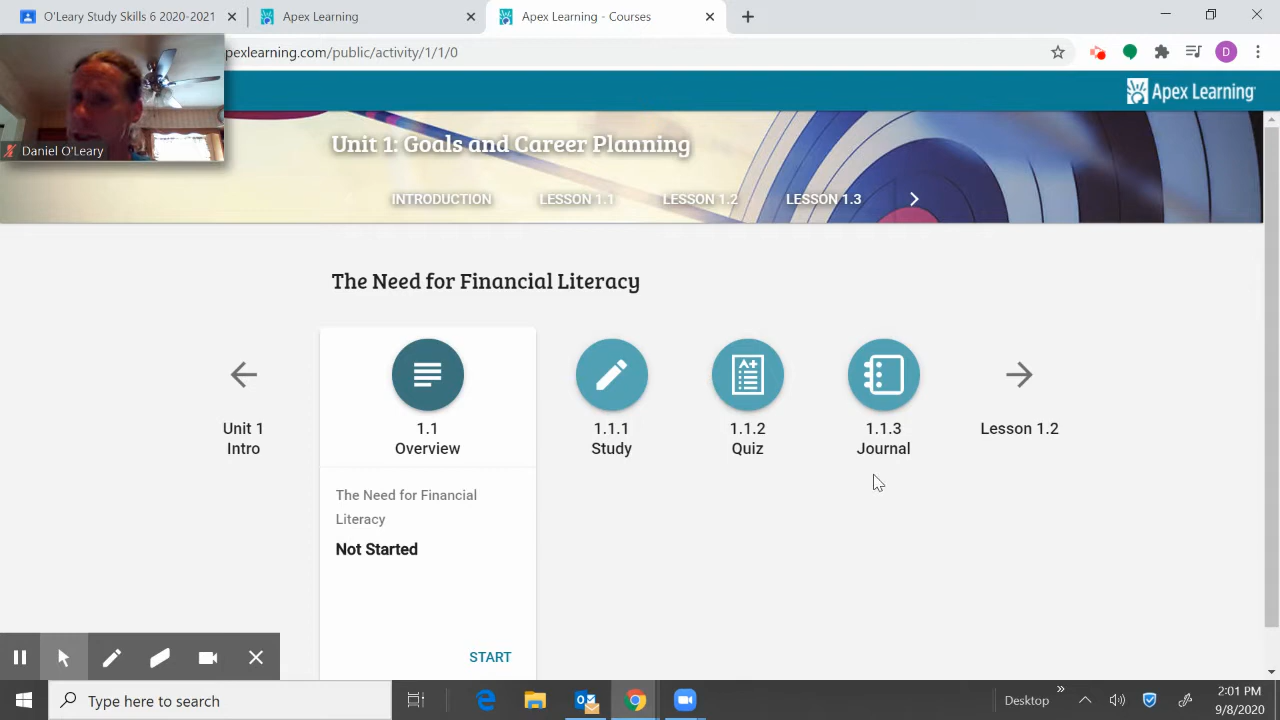 O'Leary Study Skills 6 2020-2021
Apex Learning
Apex Learning - Courses
pexlearning.com/public/activity/1/1/0
D
Daniel O'Leary
Apex Learning
Unit 1: Goals and Career Planning
INTRODUCTION
LESSON 1.1
LESSON 1.2
LESSON 1.3
The Need for Financial Literacy
Unit 1
Intro
1.1
Overview
1.1.1
Study
A+
1.1.2
Quiz
1.1.3
Journal
Lesson 1.2
The Need for Financial
Literacy
Not Started
START
Type here to search
Desktop
2:01 PM
9/8/2020